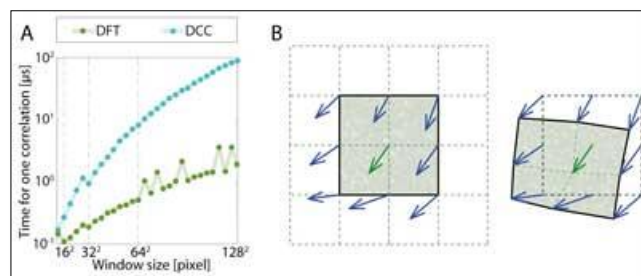 A
DFT DCC
B
Time for one correlation [µs]
10²
10¹
10⁰
10⁻¹
16² 32² 64² 128²
Window size [pixel]